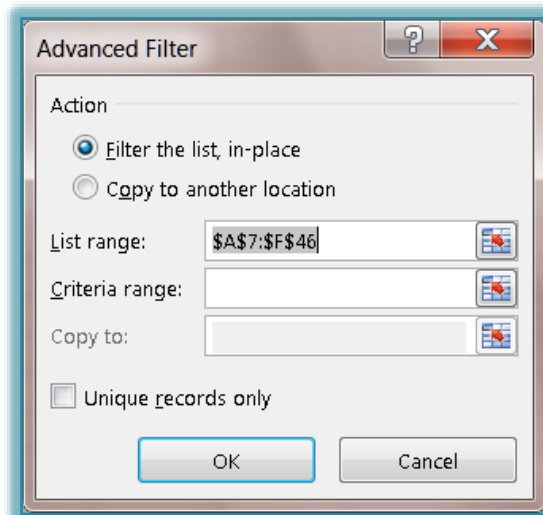 Advanced Filter
Action
Filter the list, in-place
Copy to another location
List range: $A$7:$F$46
Criteria range:
Copy to:
Unique records only
OK Cancel